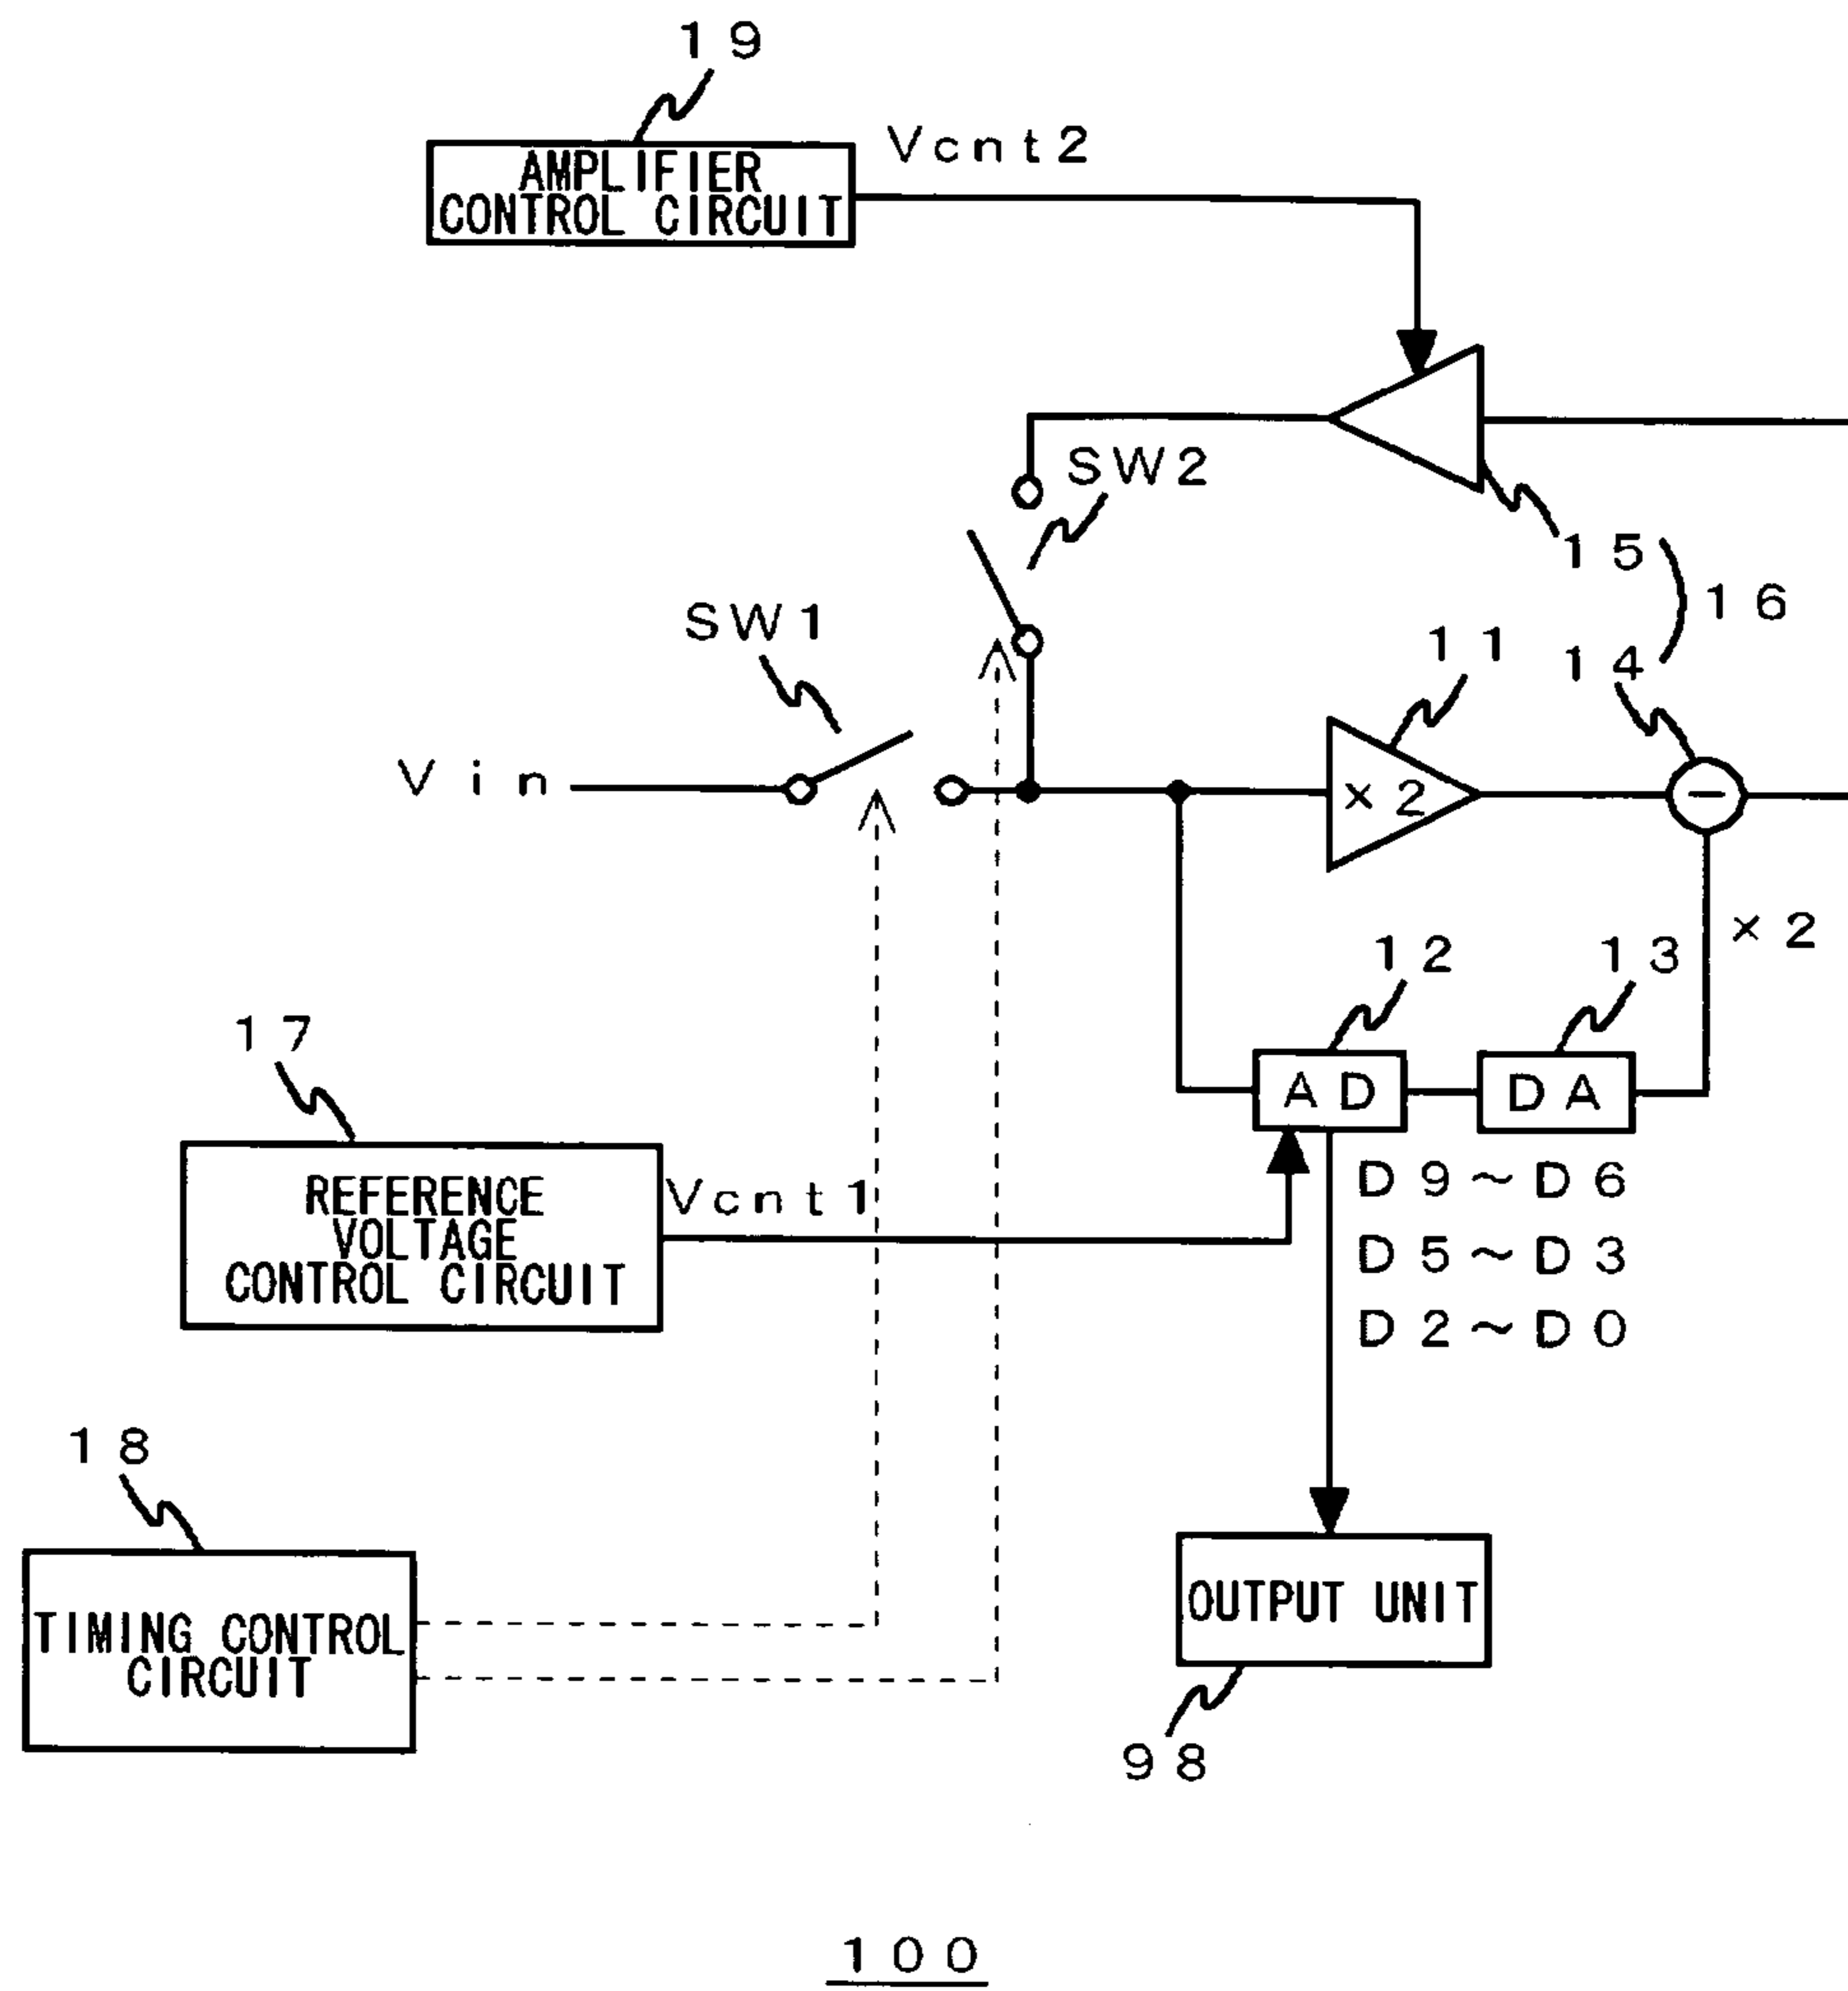 19
AMPLIFIER
CONTROL CIRCUIT
Vcnt2
SW2
15
16
SW1
11
14
Vin
×2
×2
12
13
17
AD
DA
REFERENCE
VOLTAGE
CONTROL CIRCUIT
Vcnt1
D9~D6
D5~D3
D2~D0
18
TIMING CONTROL
CIRCUIT
OUTPUT UNIT
98
100